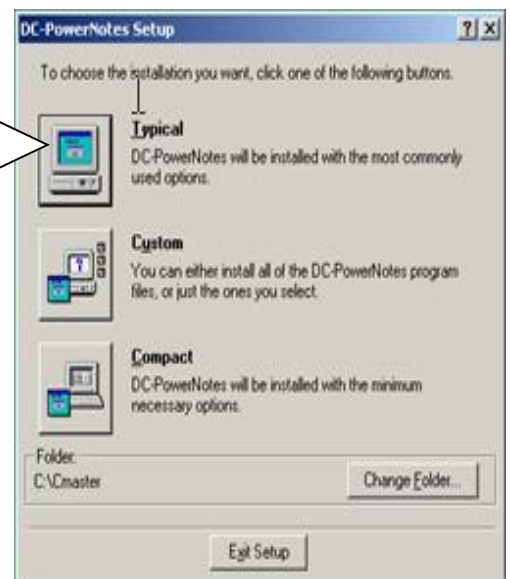 DC-PowerNotes Setup
To choose the installation you want, click one of the following buttons.
Typical
DC-PowerNotes will be installed with the most commonly
used options.
Custom
You can either install all of the DC-PowerNotes program
files, or just the ones you select.
Compact
DC-PowerNotes will be installed with the minimum
necessary options.
Folder:
C:\Cmaster
Change Folder...
Exit Setup